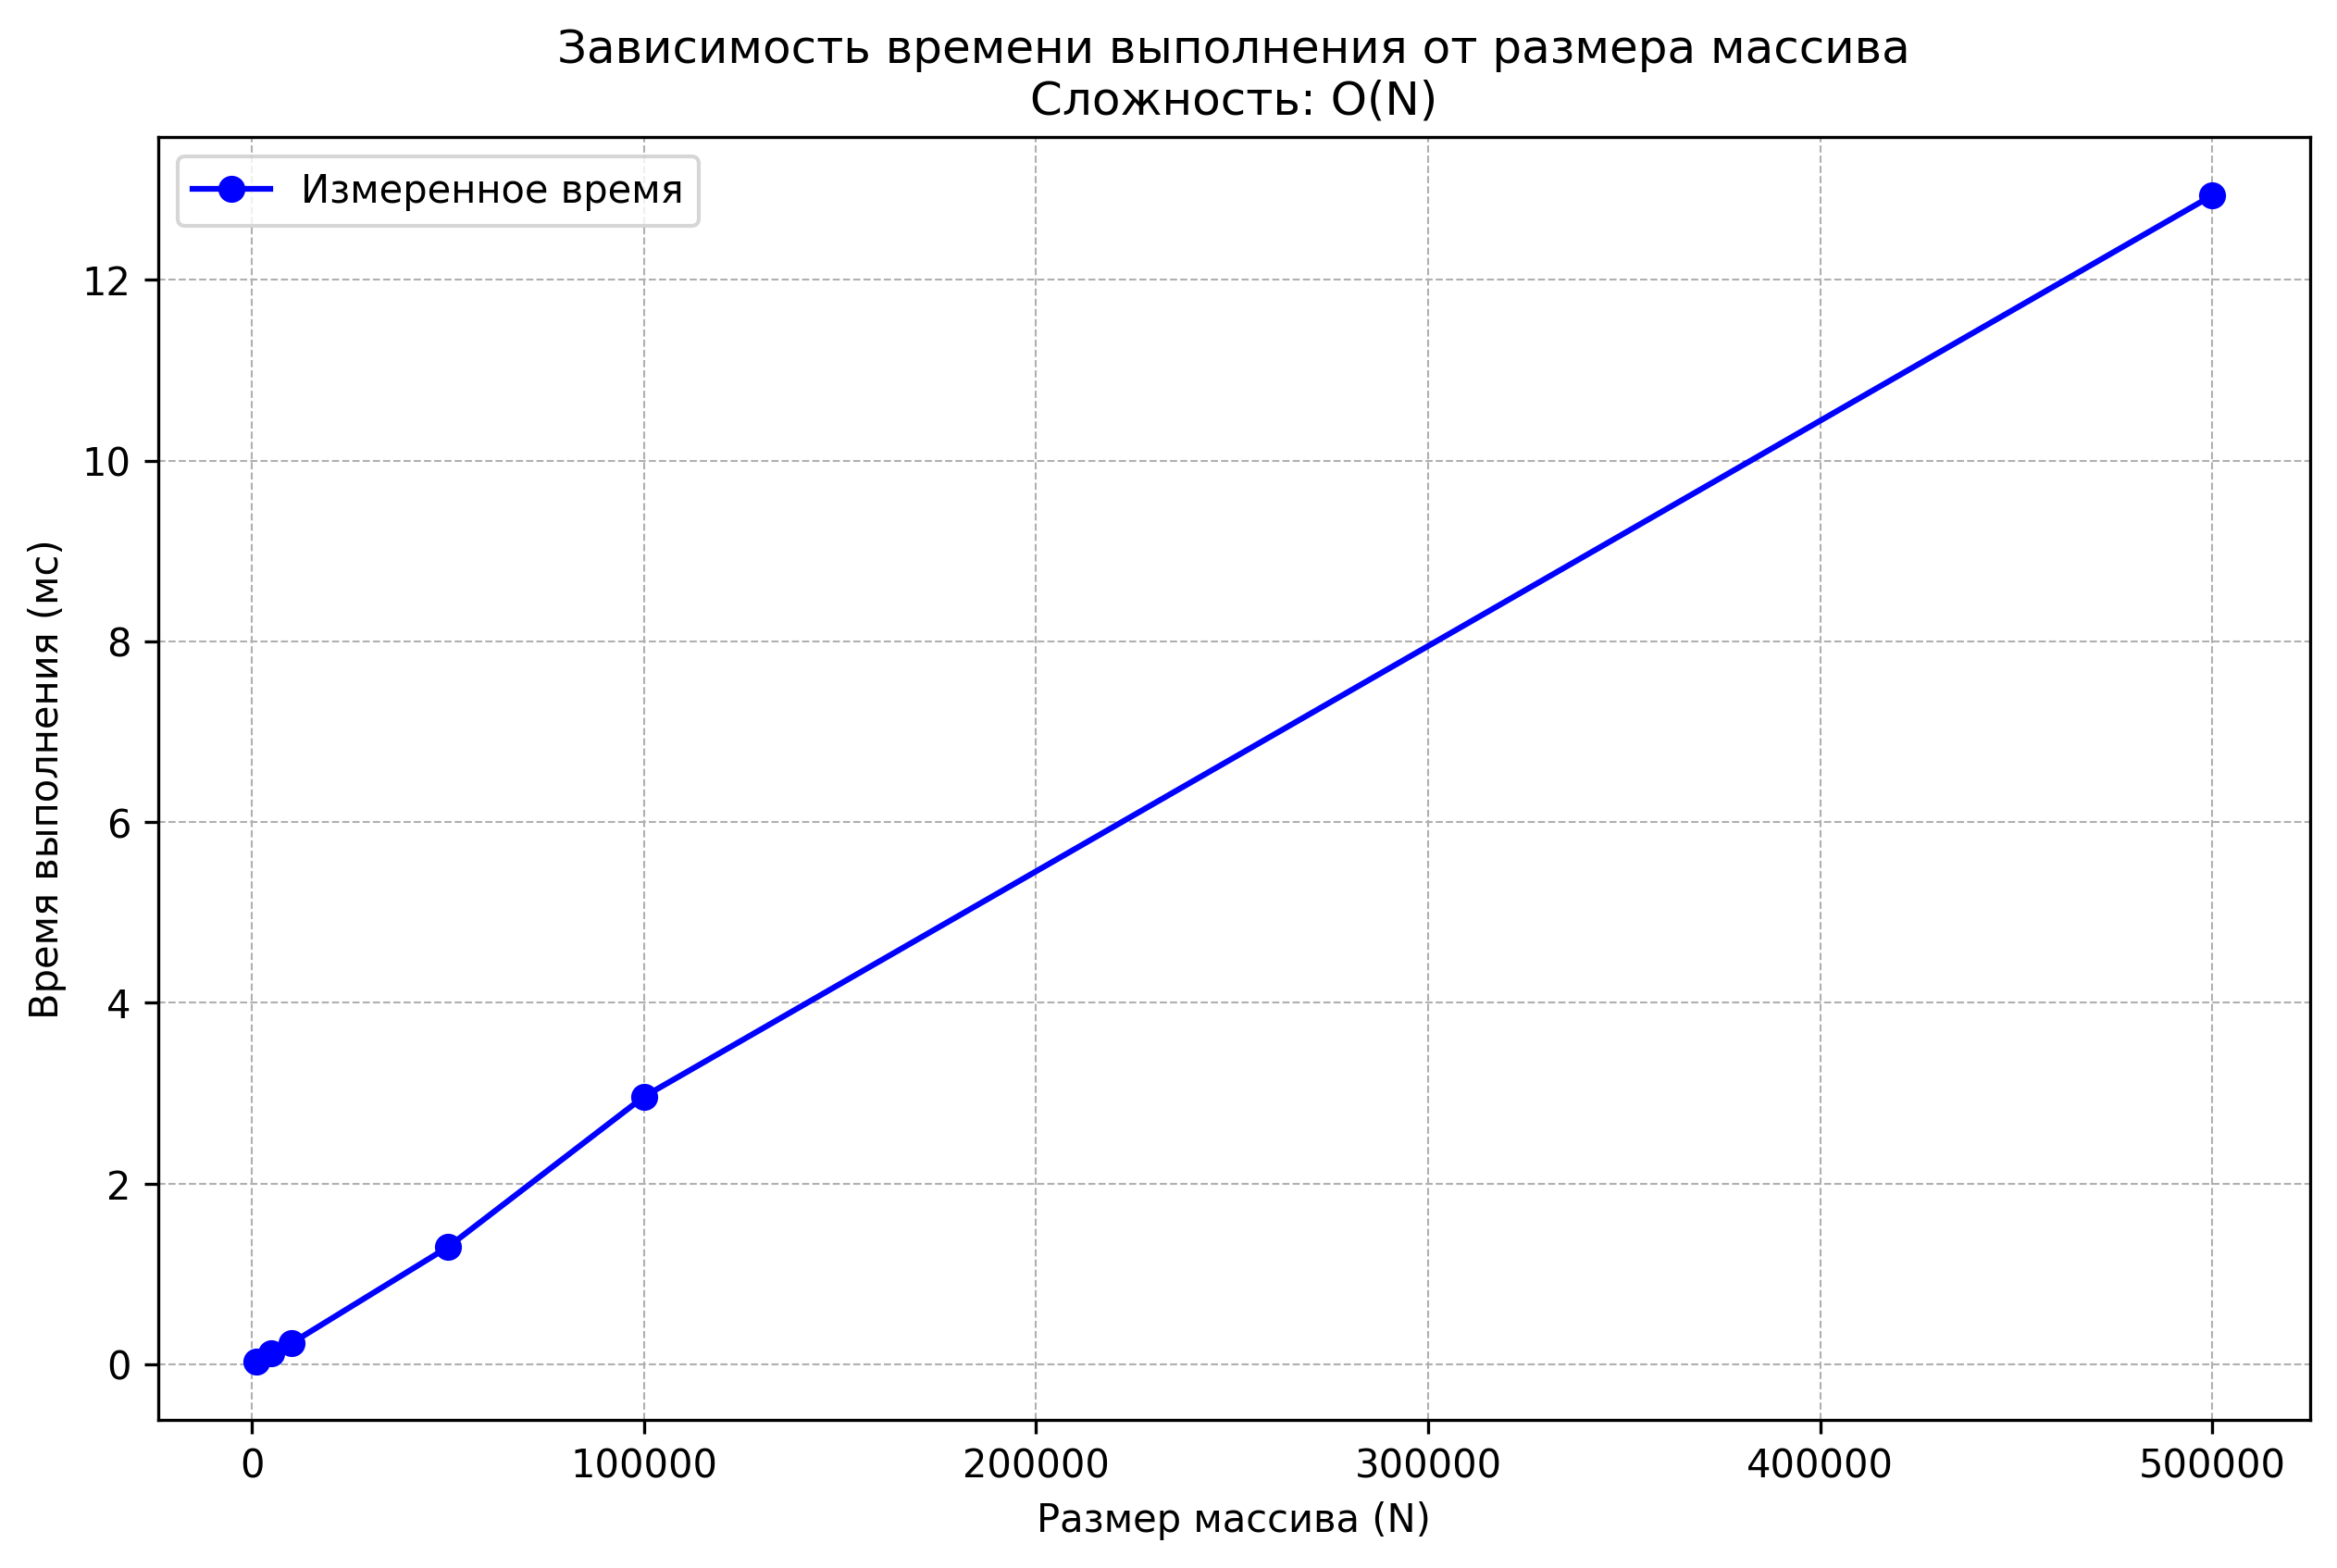 Зависимость времени выполнения от размера массива
Сложность: O(N)
Измеренное время
Время выполнения (мс)
12
10
8
6
4
2
0
0 100000 200000 300000 400000 500000
Размер массива (N)